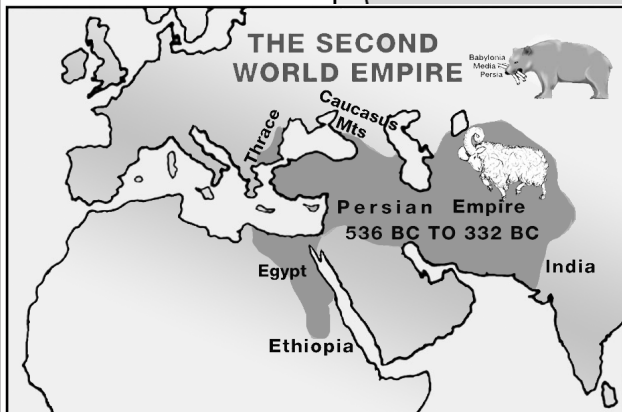 THE SECOND
WORLD EMPIRE
Babylonia
Media
Persia
Caucasus
Mts
Thrace
Persian Empire
536 BC TO 332 BC
Egypt
India
Ethiopia